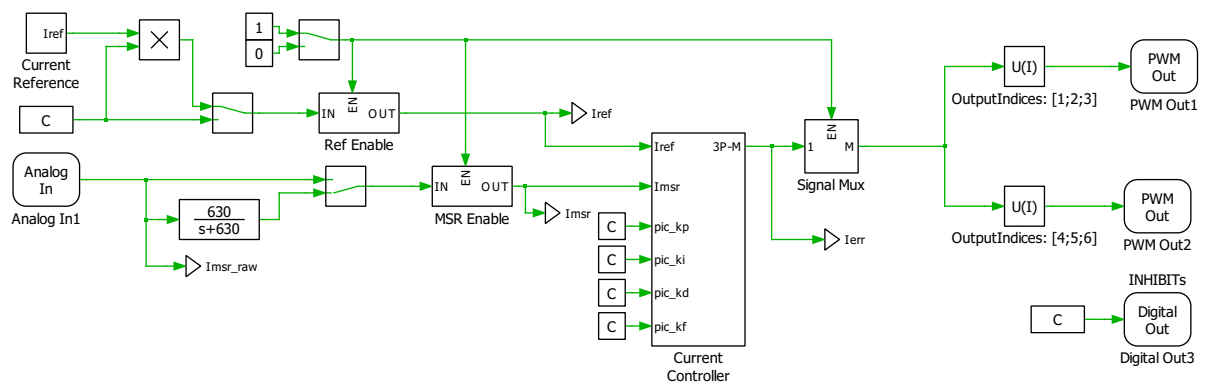 Iref
Current
Reference
C
1
0
IN
EN
OUT
Ref Enable
Iref
Analog
In
Analog In1
630
s+630
Imsr_raw
IN
EN
OUT
MSR Enable
Imsr
C
C
C
C
Iref
Imsr
pic_kp
pic_ki
pic_kd
pic_kf
3P-M
Current
Controller
1
EN
M
Signal Mux
Ierr
U(I)
OutputIndices: [1;2;3]
PWM
Out
PWM Out1
U(I)
OutputIndices: [4;5;6]
PWM
Out
PWM Out2
INHIBITs
C
Digital
Out
Digital Out3